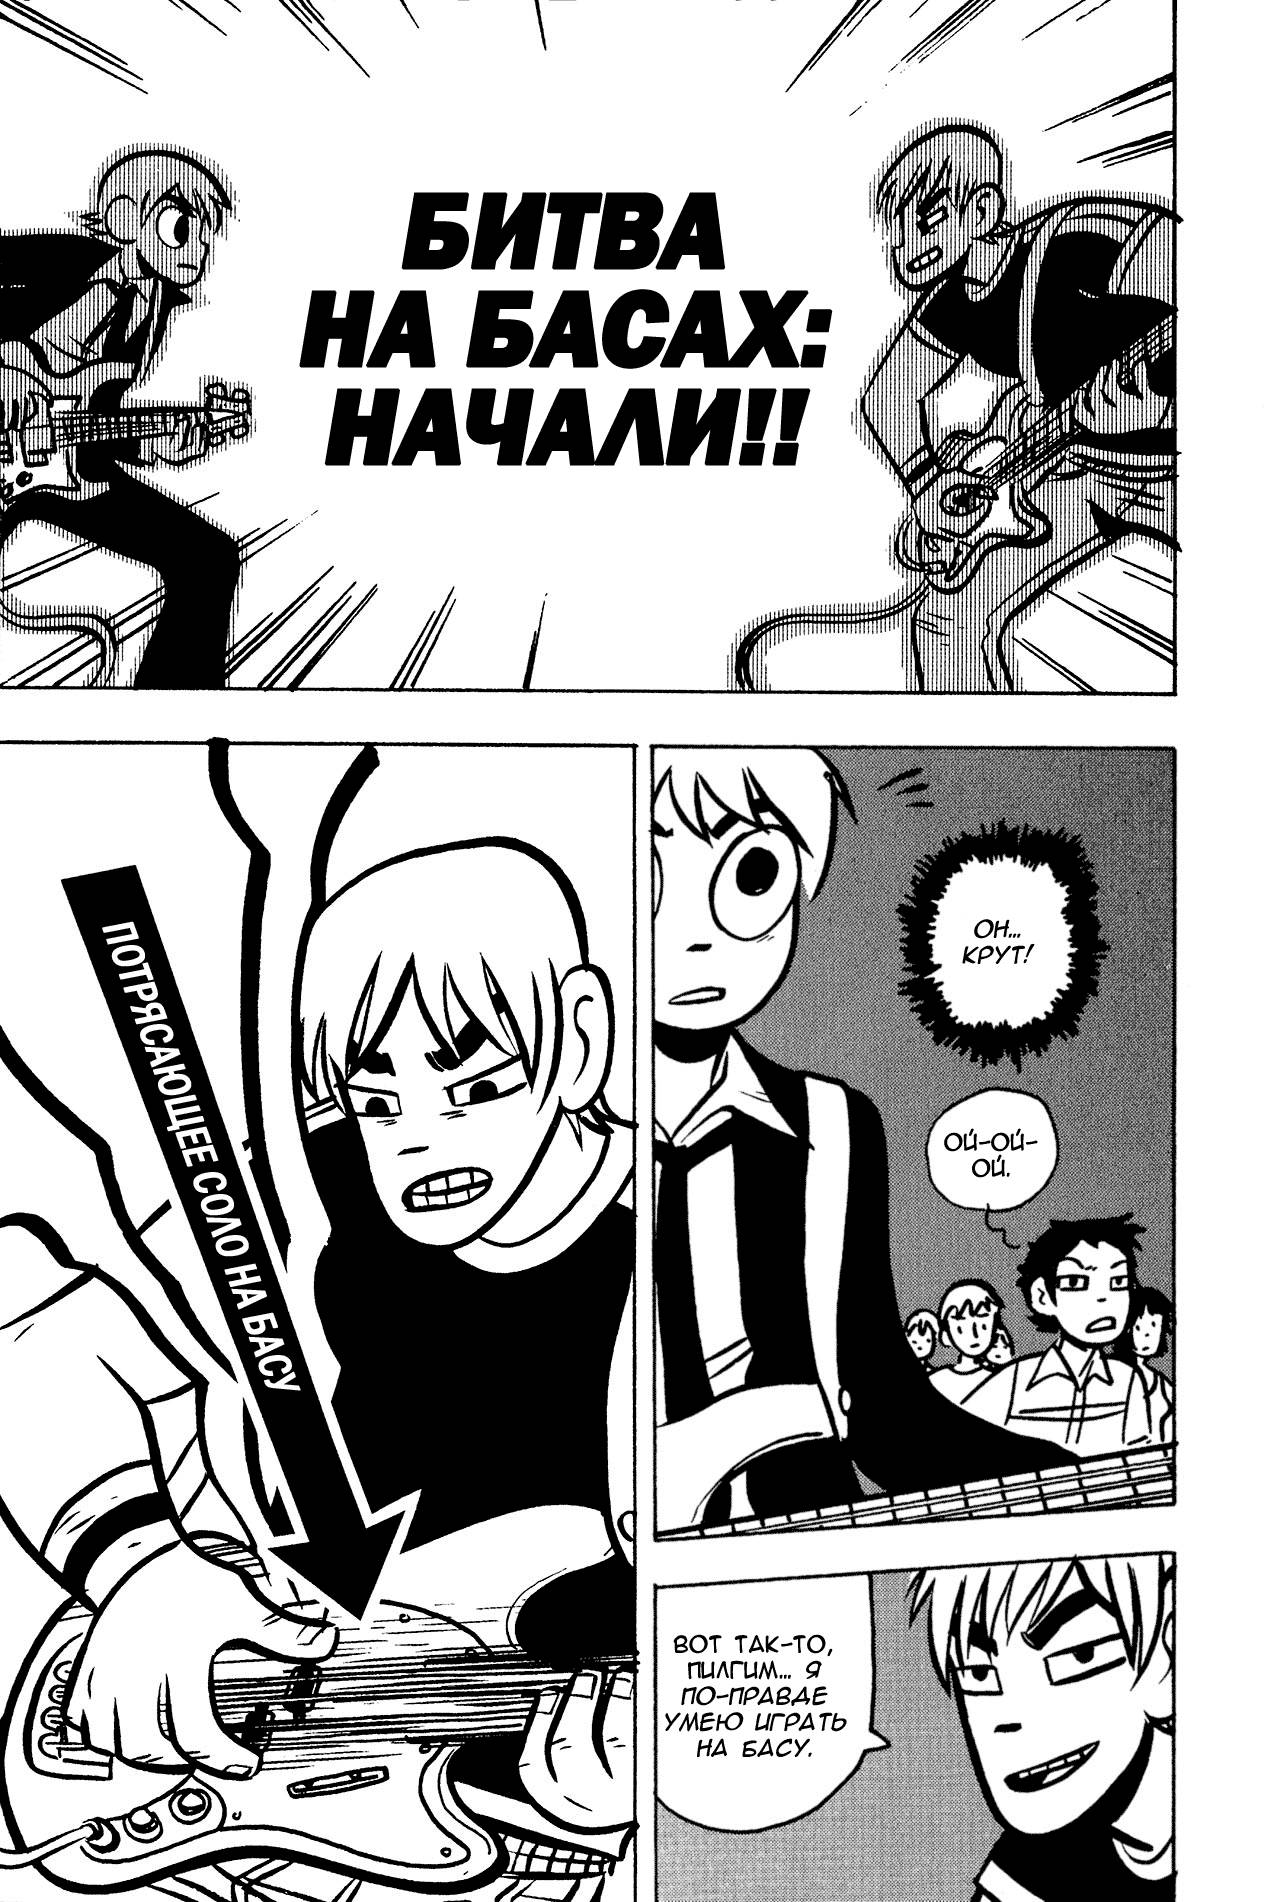 БИТВА
НА БАСАХ:
НАЧАЛИ!!
ПОТРЯСАЮЩЕЕ СОЛО НА БАСУ
ОН...
КРУТ!
ОЙ-ОЙ-
ОЙ.
ВОТ ТАК-ТО,
ПИЛГИМ... Я
ПО-ПРАВДЕ
УМЕЮ ИГРАТЬ
НА БАСУ.